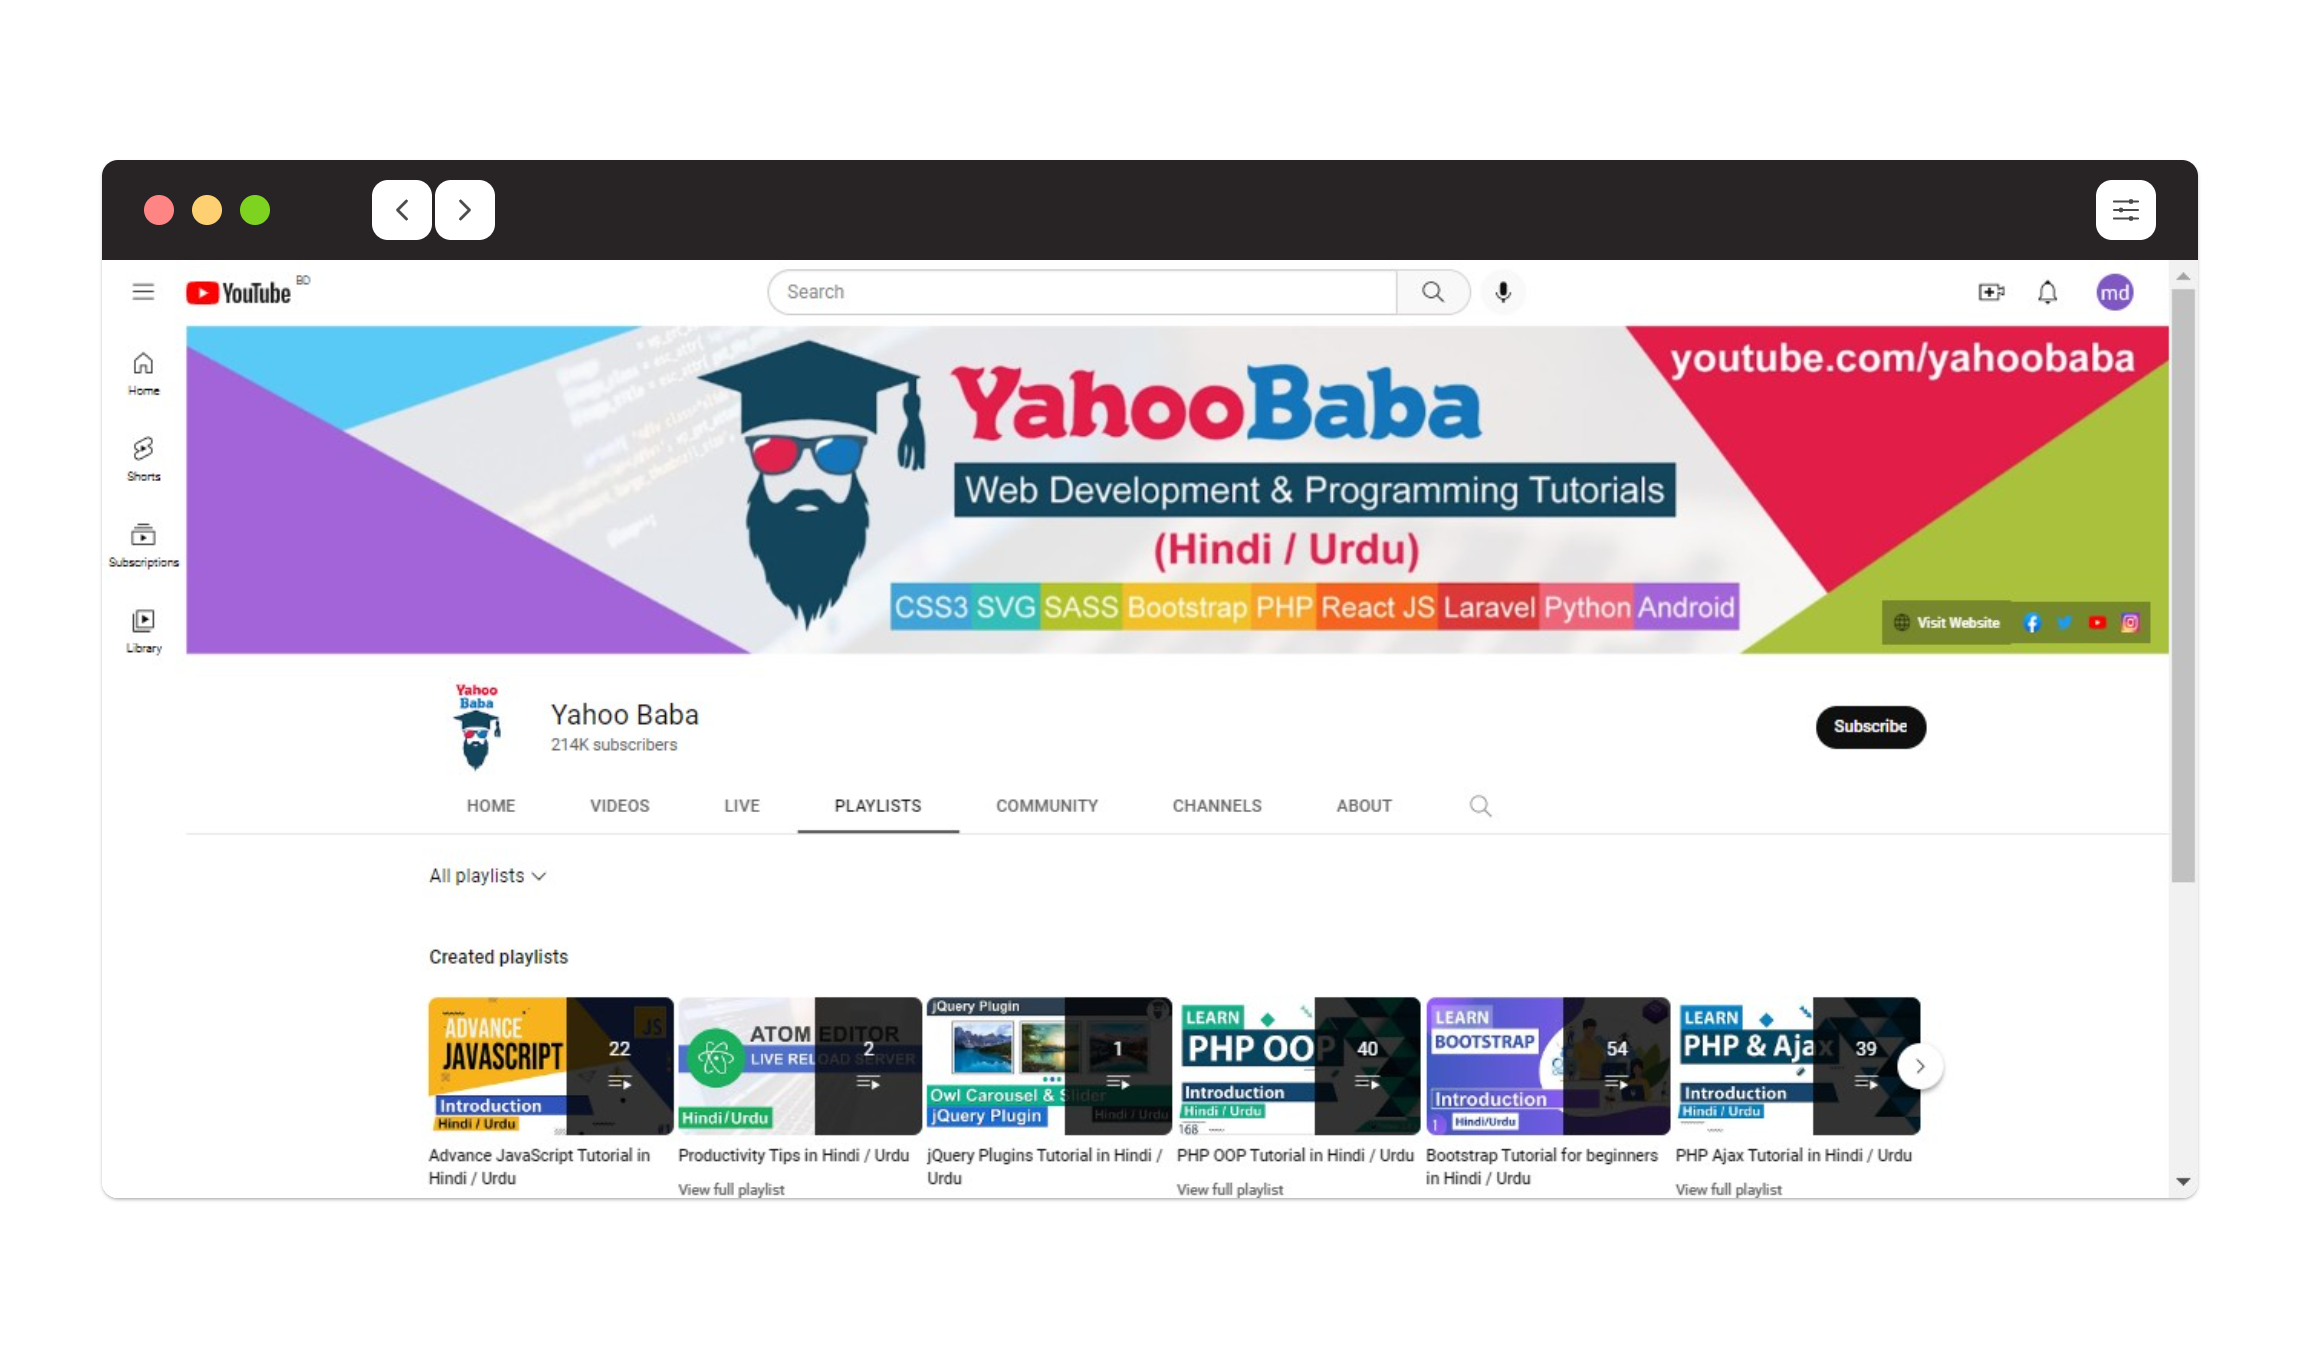 YouTube BD
Search
md
Home
Shorts
Subscriptions
Library
youtube.com/yahoobaba
YahooBaba
Web Development & Programming Tutorials
(Hindi / Urdu)
CSS3 SVG SASS Bootstrap PHP React JS Laravel Python Android
Visit Website
Yahoo
Baba
Yahoo Baba
214K subscribers
Subscribe
HOME VIDEOS LIVE PLAYLISTS COMMUNITY CHANNELS ABOUT
All playlists
Created playlists
ADVANCE
JAVASCRIPT
JS
22
Introduction
Hindi / Urdu
Advance JavaScript Tutorial in
Hindi / Urdu
ATOM EDITOR
LIVE RELOAD SERVER
2
Hindi/Urdu
Productivity Tips in Hindi / Urdu
View full playlist
jQuery Plugin
1
Owl Carousel & Slider
jQuery Plugin
Hindi / Urdu
jQuery Plugins Tutorial in Hindi /
Urdu
LEARN
PHP OOP
40
Introduction
Hindi / Urdu
168
PHP OOP Tutorial in Hindi / Urdu
View full playlist
LEARN
BOOTSTRAP
54
Introduction
1 Hindi/Urdu
Bootstrap Tutorial for beginners
in Hindi / Urdu
LEARN
PHP & Ajax
39
Introduction
Hindi / Urdu
PHP Ajax Tutorial in Hindi / Urdu
View full playlist